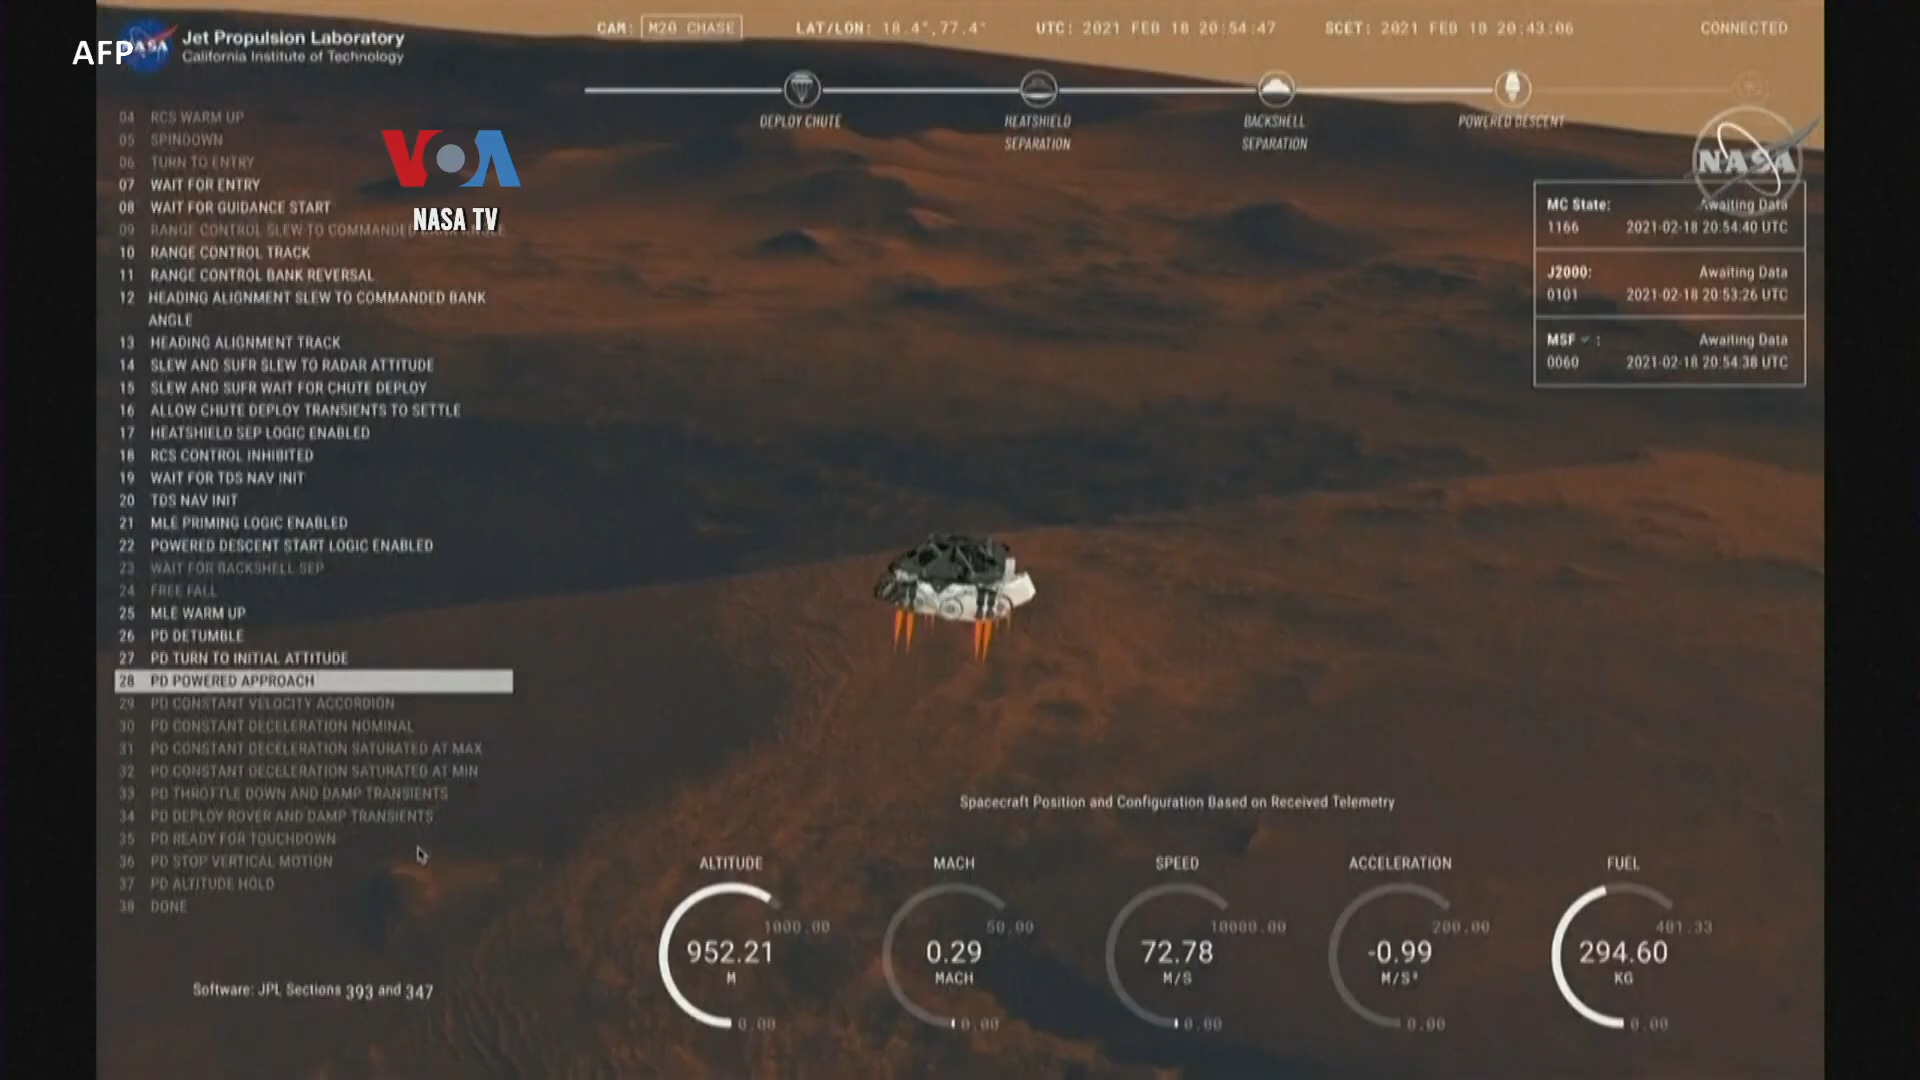 AFP
NASA
Jet Propulsion Laboratory
California Institute of Technology
CAM: M20 CHASE LAT/LON: 18.4°,77.4° UTC: 2021 FEB 18 20:54:47 SCET: 2021 FEB 18 20:43:06 CONNECTED
DEPLOY CHUTE
HEATSHIELD
SEPARATION
BACKSHELL
SEPARATION
POWERED DESCENT
NASA
VOA
NASA TV
04 RCS WARM UP
05 SPINDOWN
06 TURN TO ENTRY
07 WAIT FOR ENTRY
08 WAIT FOR GUIDANCE START
09 RANGE CONTROL SLEW TO COMMANDED
10 RANGE CONTROL TRACK
11 RANGE CONTROL BANK REVERSAL
12 HEADING ALIGNMENT SLEW TO COMMANDED BANK
ANGLE
13 HEADING ALIGNMENT TRACK
14 SLEW AND SUFR SLEW TO RADAR ATTITUDE
15 SLEW AND SUFR WAIT FOR CHUTE DEPLOY
16 ALLOW CHUTE DEPLOY TRANSIENTS TO SETTLE
17 HEATSHIELD SEP LOGIC ENABLED
18 RCS CONTROL INHIBITED
19 WAIT FOR TDS NAV INIT
20 TDS NAV INIT
21 MLE PRIMING LOGIC ENABLED
22 POWERED DESCENT START LOGIC ENABLED
23 WAIT FOR BACKSHELL SEP
24 FREE FALL
25 MLE WARM UP
26 PD DETUMBLE
27 PD TURN TO INITIAL ATTITUDE
28 PD POWERED APPROACH
29 PD CONSTANT VELOCITY ACCORDION
30 PD CONSTANT DECELERATION NOMINAL
31 PD CONSTANT DECELERATION SATURATED AT MAX
32 PD CONSTANT DECELERATION SATURATED AT MIN
33 PD THROTTLE DOWN AND DAMP TRANSIENTS
34 PD DEPLOY ROVER AND DAMP TRANSIENTS
35 PD READY FOR TOUCHDOWN
36 PD STOP VERTICAL MOTION
37 PD ALTITUDE HOLD
38 DONE
Software: JPL Sections 393 and 347
MC State: Awaiting Data
1166 2021-02-18 20:54:40 UTC
J2000: Awaiting Data
0101 2021-02-18 20:53:26 UTC
MSF ✓ : Awaiting Data
0060 2021-02-18 20:54:38 UTC
Spacecraft Position and Configuration Based on Received Telemetry
ALTITUDE
1000.00
952.21
M
0.00
MACH
50.00
0.29
MACH
0.00
SPEED
10000.00
72.78
M/S
0.00
ACCELERATION
200.00
-0.99
M/S²
0.00
FUEL
401.33
294.60
KG
0.00